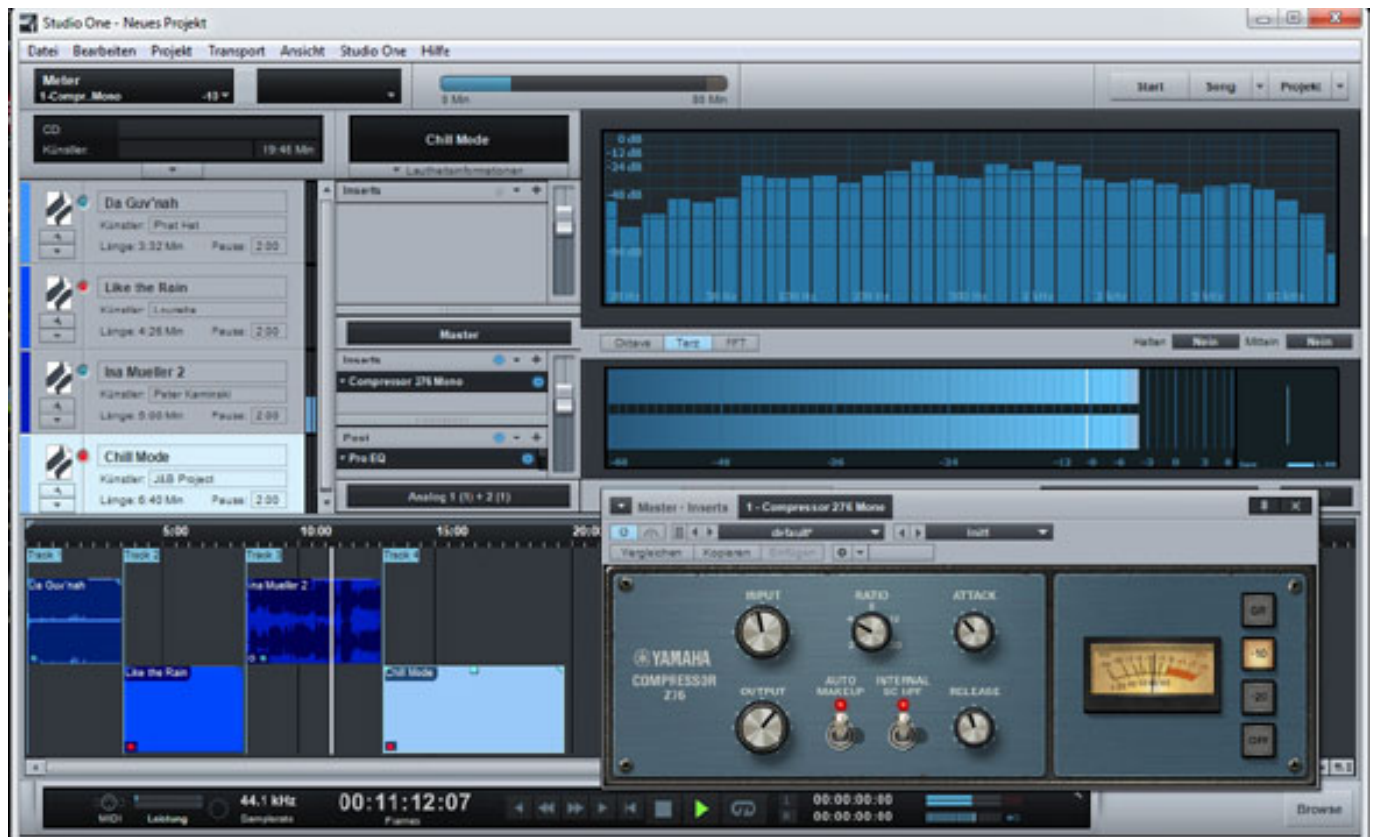 Studio One - Neues Projekt
Datei Bearbeiten Projekt Transport Ansicht Studio One Hilfe
Meter
1-Compr..Mono -10
0 Min
Start Song Projekt
CD
Künstler: 19:46 Min
Chill Mode
Lautheitsinformationen
Da Guv'nah
Künstler: Phat Hat
Länge: 3:32 Min Pause: 2.00
Like the Rain
Künstler:
Länge: 4:26 Min Pause: 2.00
Ina Mueller 2
Künstler: Peter Kaminski
Länge: 5:00 Min Pause: 2.00
Chill Mode
Künstler: J&B Project
Länge: 6:40 Min Pause: 2.00
Inserts
Master
Inserts
Compressor 276 Mono
Post
Pro EQ
Analog 1 (1) + 2 (1)
0 dB
-12 dB
-24 dB
-48 dB
Octave Terz FFT
Halten Nein Mitteln Nein
5:00 10:00 15:00
Track 1 Track 2 Track 3 Track 4
Da Guv'nah
Ina Mueller 2
Like the Rain
Chill Mode
Master - Inserts 1 - Compressor 276 Mono
default*
Vergleichen Kopieren Einfügen
INPUT RATIO ATTACK
YAMAHA
COMPRESSOR
276
OUTPUT AUTO MAKEUP INTERNAL SC HPF RELEASE
GR
-10
-20
OFF
MIDI Leistung
44.1 kHz
Samplerate
00:11:12:07
Frames
00:00:00:00
00:00:00:00
Browse